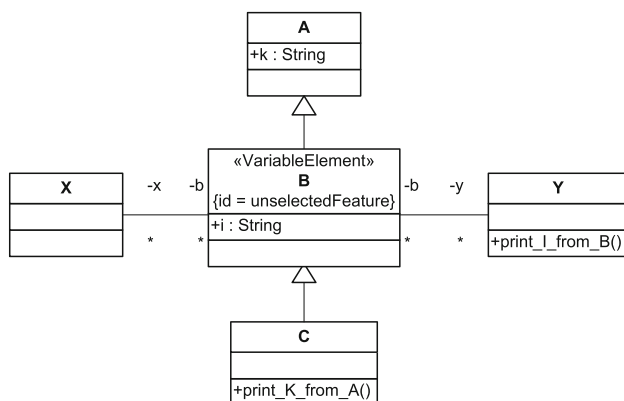 A
+k : String
«VariableElement»
B
{id = unselectedFeature}
+i : String
X
-x
-b
*
*
-b
-y
*
*
Y
+print_I_from_B()
C
+print_K_from_A()